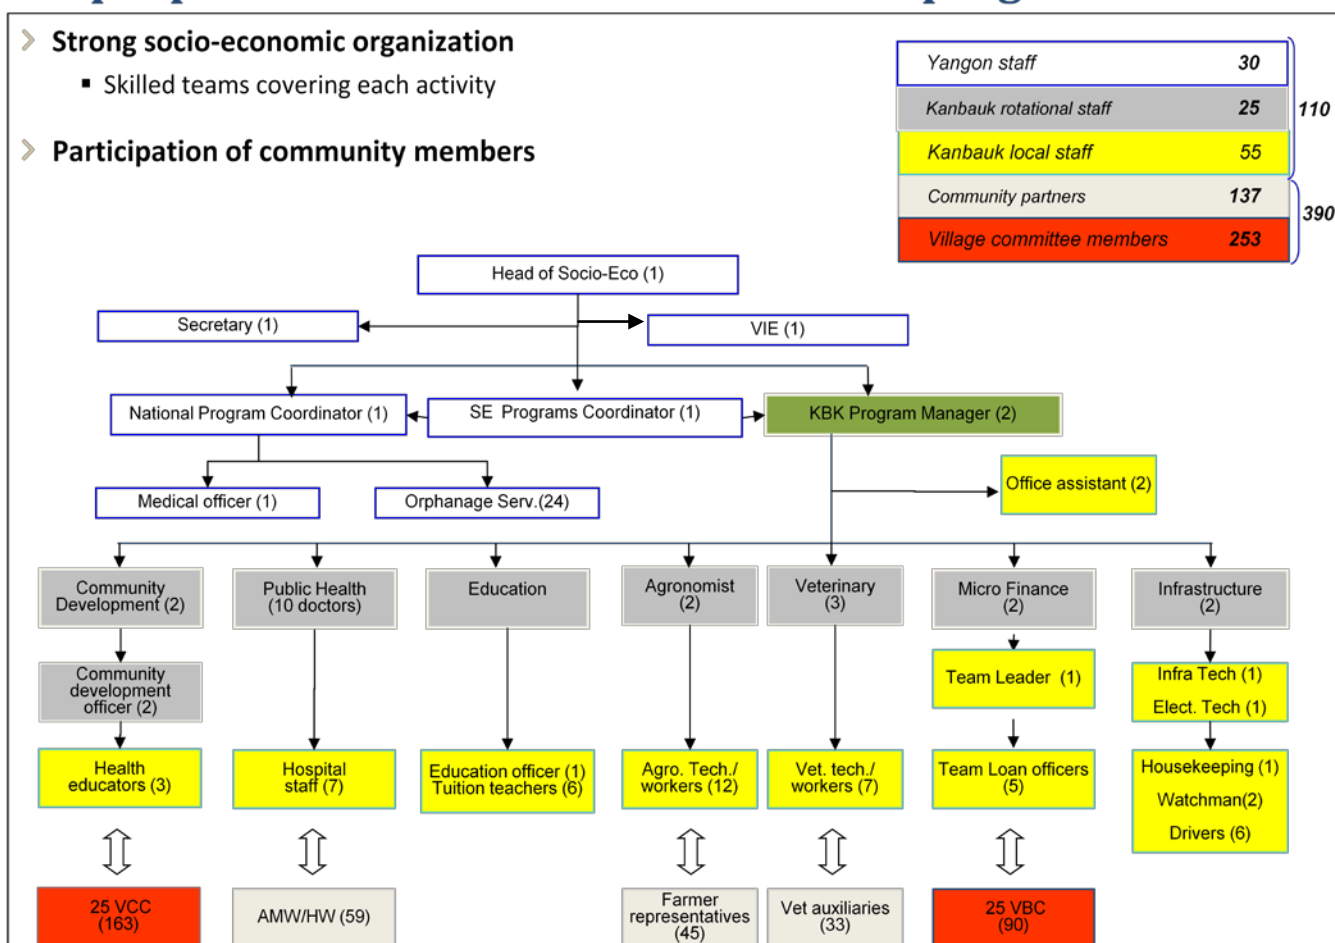 Strong socio-economic organization
Skilled teams covering each activity
Participation of community members
Yangon staff 30
Kanbauk rotational staff 25
Kanbauk local staff 55
Community partners 137
Village committee members 253
110
390
Head of Socio-Eco (1)
Secretary (1)
VIE (1)
National Program Coordinator (1)
SE Programs Coordinator (1)
KBK Program Manager (2)
Medical officer (1)
Orphanage Serv.(24)
Office assistant (2)
Community
Development (2)
Public Health
(10 doctors)
Education
Agronomist
(2)
Veterinary
(3)
Micro Finance
(2)
Infrastructure
(2)
Community
development
officer (2)
Team Leader (1)
Infra Tech (1)
Elect. Tech (1)
Health
educators (3)
Hospital
staff (7)
Education officer (1)
Tuition teachers (6)
Agro. Tech./
workers (12)
Vet. tech./
workers (7)
Team Loan officers
(5)
Housekeeping (1)
Watchman(2)
Drivers (6)
25 VCC
(163)
AMW/HW (59)
Farmer
representatives
(45)
Vet auxiliaries
(33)
25 VBC
(90)